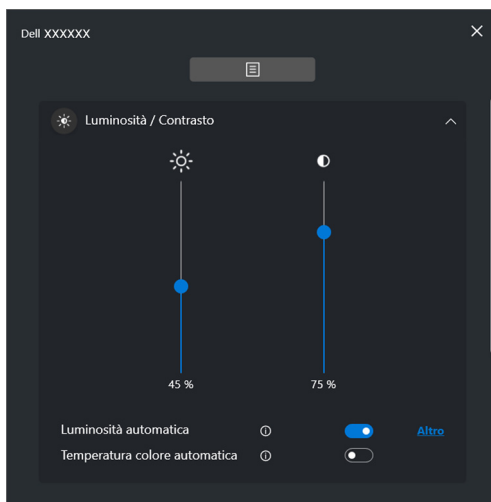 Dell XXXXXX
Luminosità / Contrasto
45 % 75 %
Luminosità automatica Altro
Temperatura colore automatica